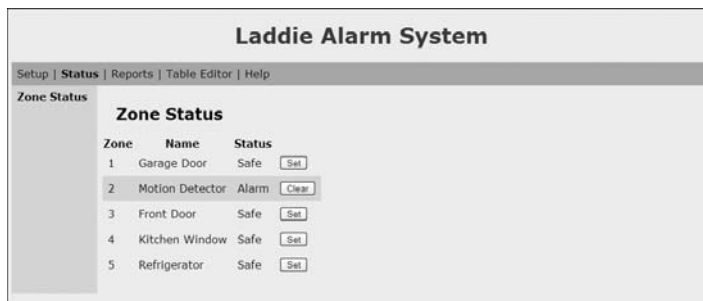 Laddie Alarm System
Setup | Status | Reports | Table Editor | Help
Zone Status
Zone Status
Zone Name Status
1 Garage Door Safe Set
2 Motion Detector Alarm Clear
3 Front Door Safe Set
4 Kitchen Window Safe Set
5 Refrigerator Safe Set